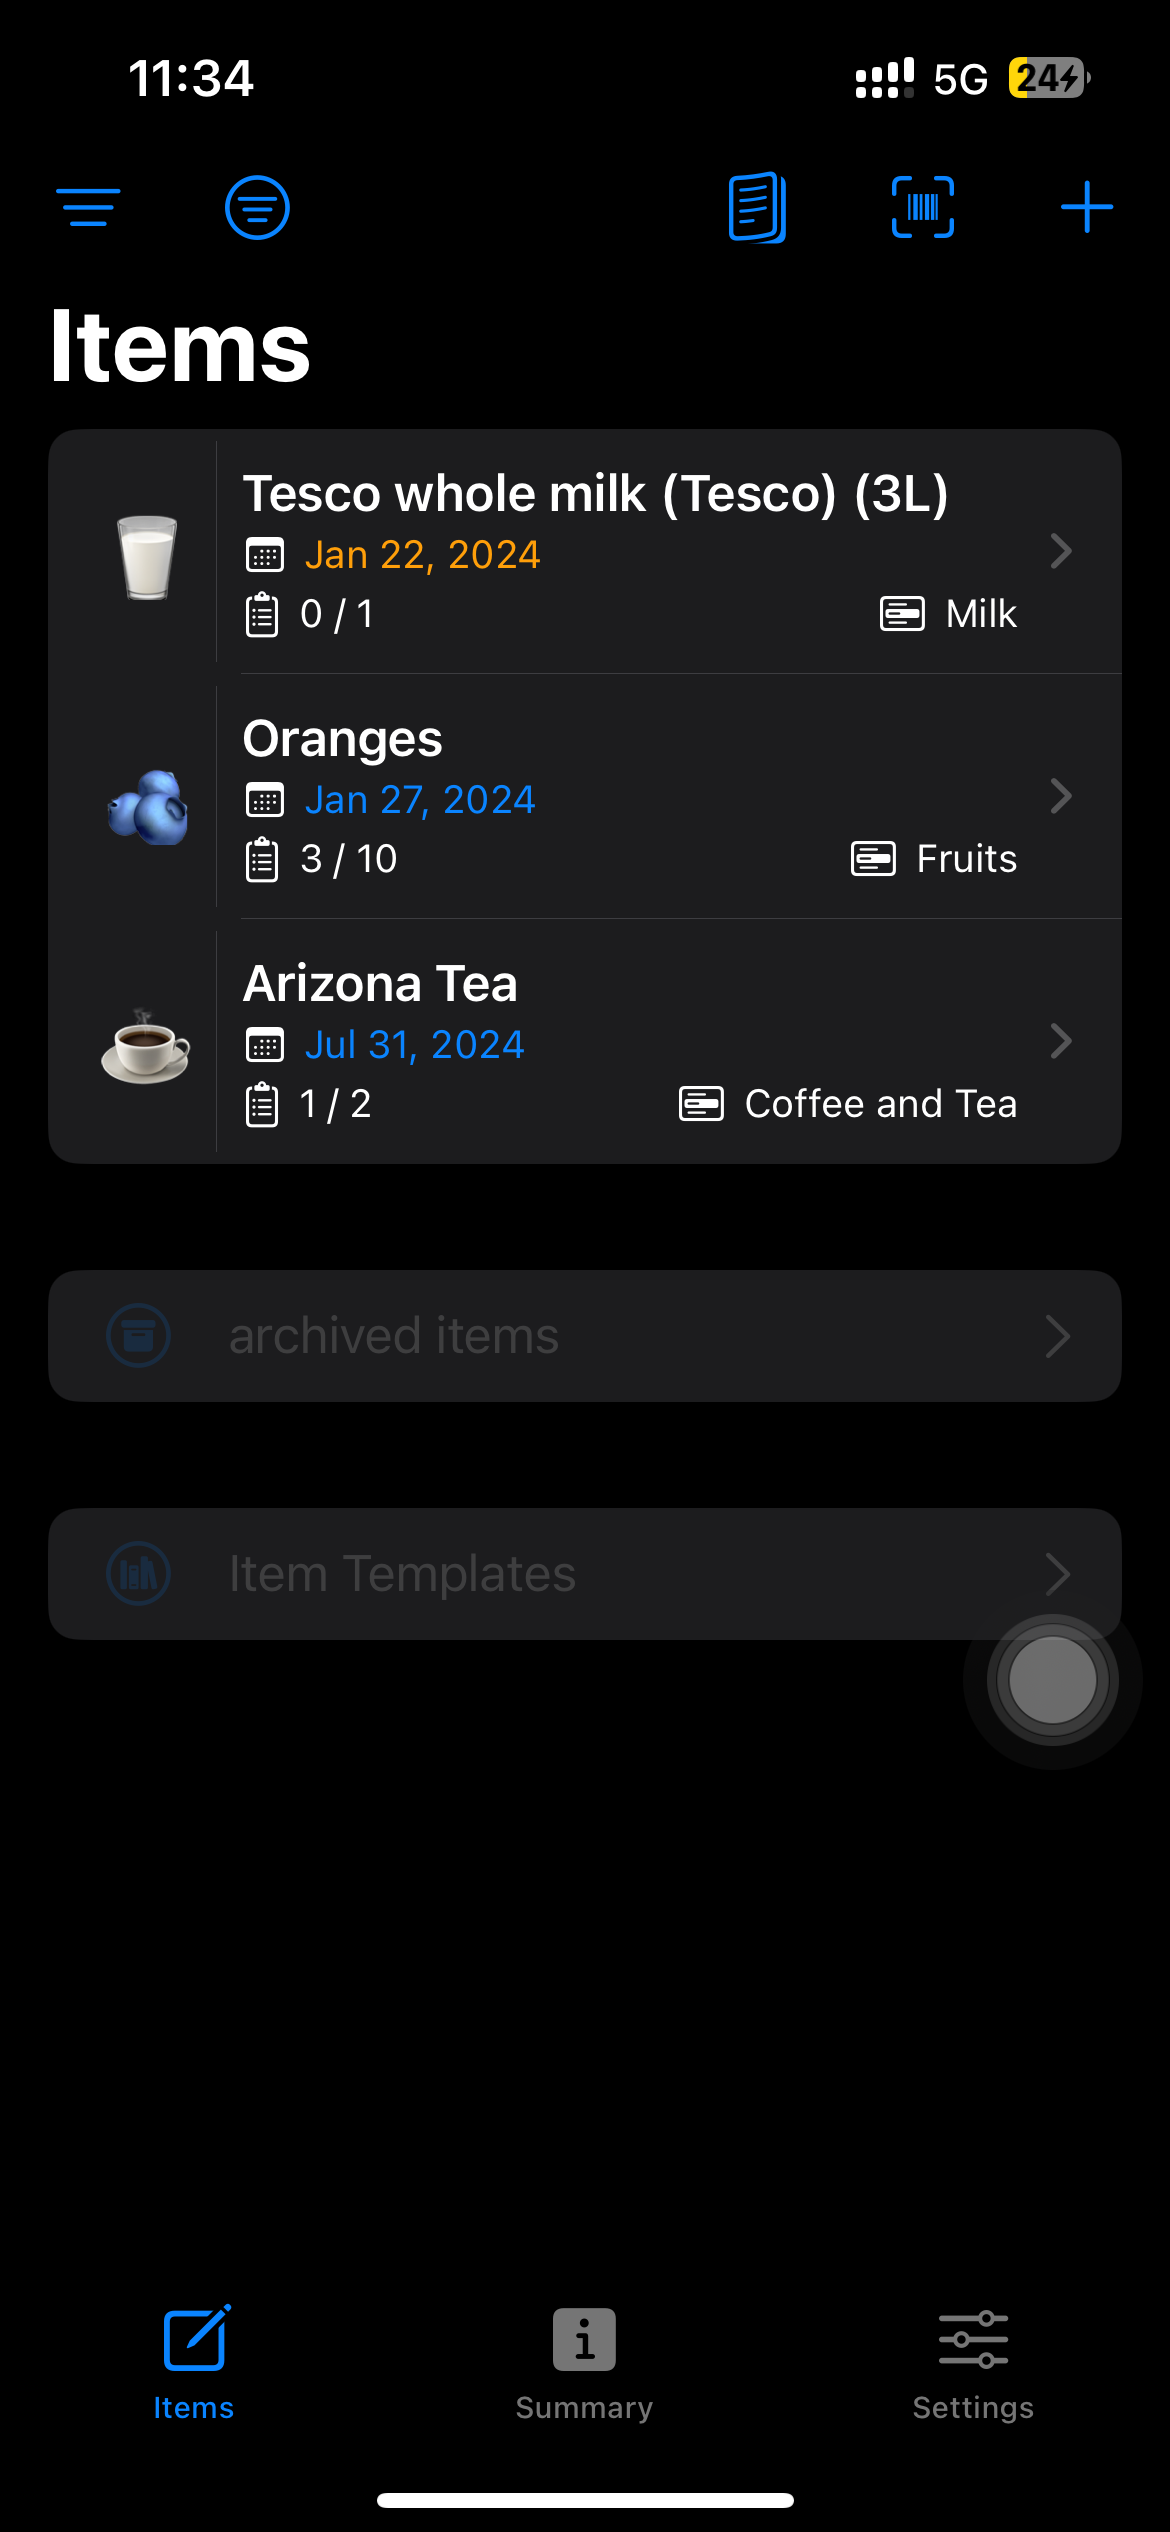 11:34
5G
24
Items
Tesco whole milk (Tesco) (3L)
Jan 22, 2024
0 / 1
Milk
Oranges
Jan 27, 2024
3 / 10
Fruits
Arizona Tea
Jul 31, 2024
1 / 2
Coffee and Tea
archived items
Item Templates
Items
Summary
Settings